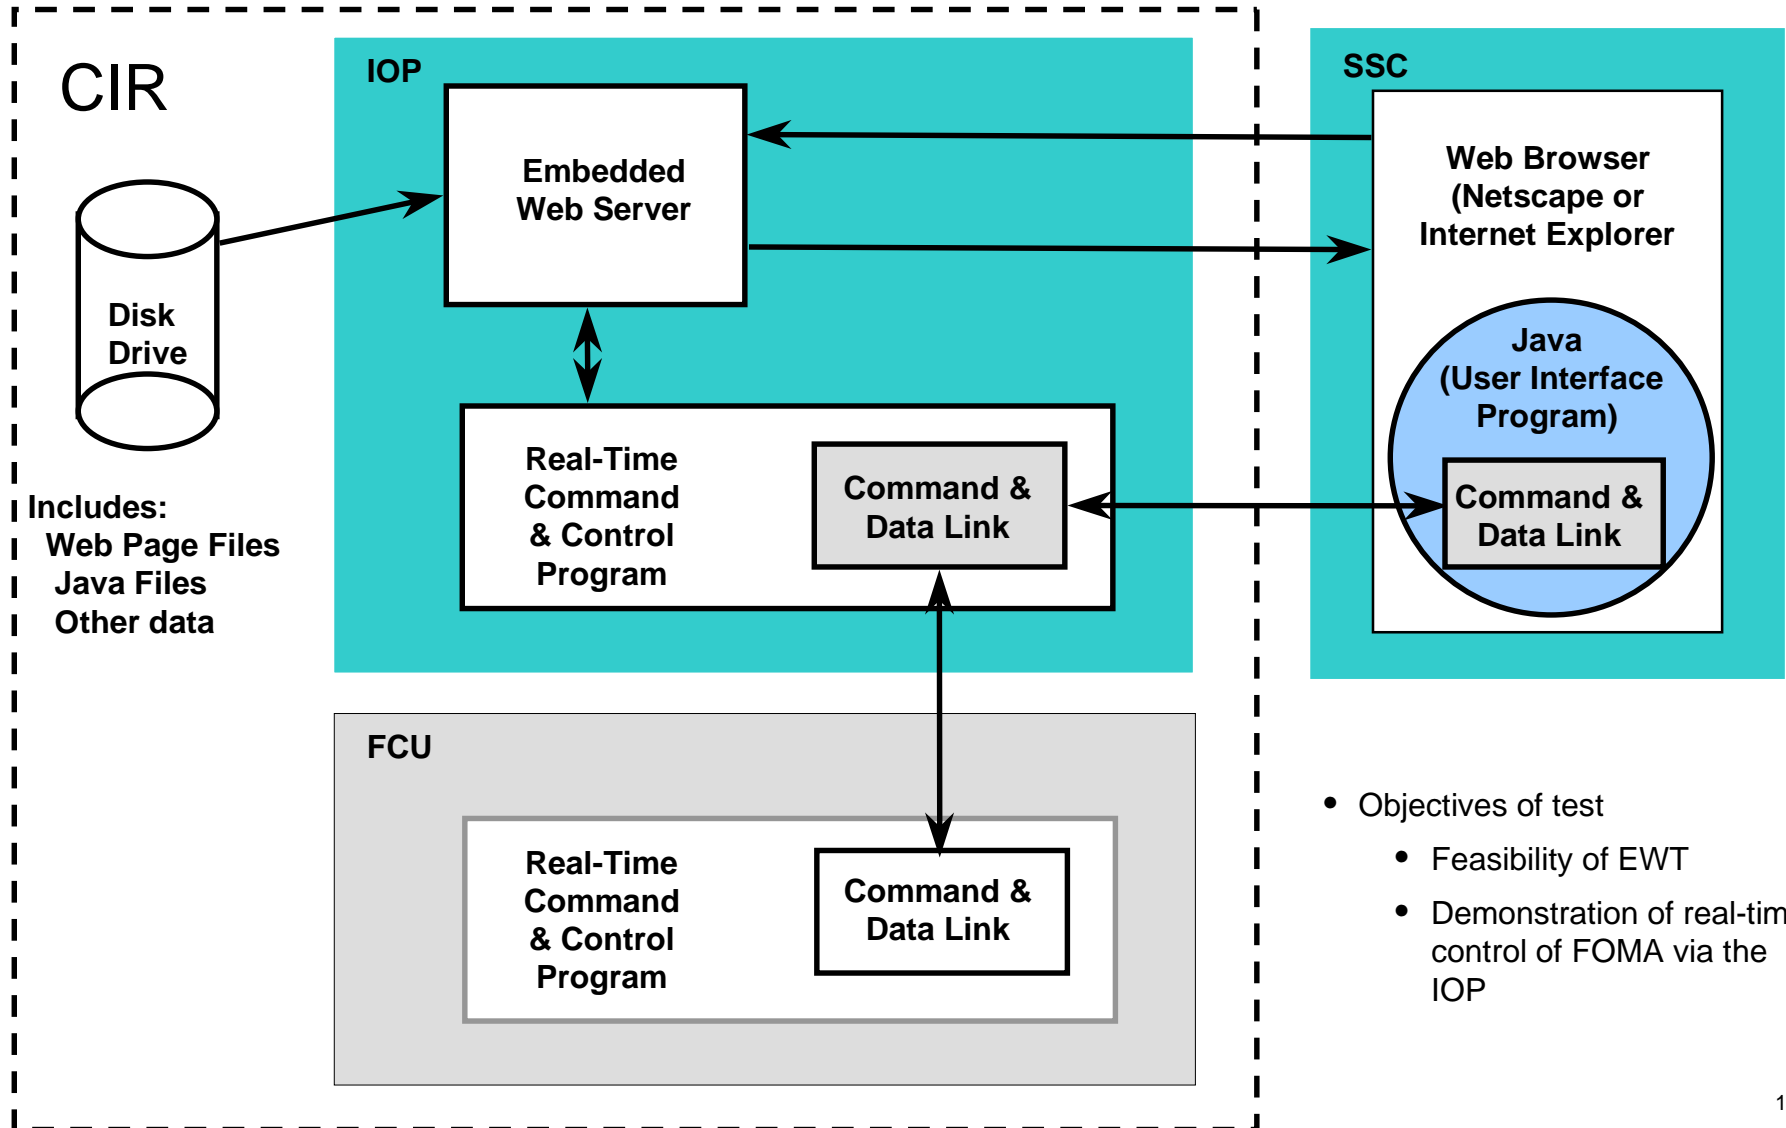 CIR
IOP
SSC
Embedded
Web Server
Web Browser
(Netscape or
Internet Explorer
Disk
Drive
Java
(User Interface
Program)
Includes:
Web Page Files
Java Files
Other data
Real-Time
Command
& Control
Program
Command &
Data Link
Command &
Data Link
FCU
Real-Time
Command
& Control
Program
Command &
Data Link
• Objectives of test
• Feasibility of EWT
• Demonstration of real-tim
control of FOMA via the
IOP
1